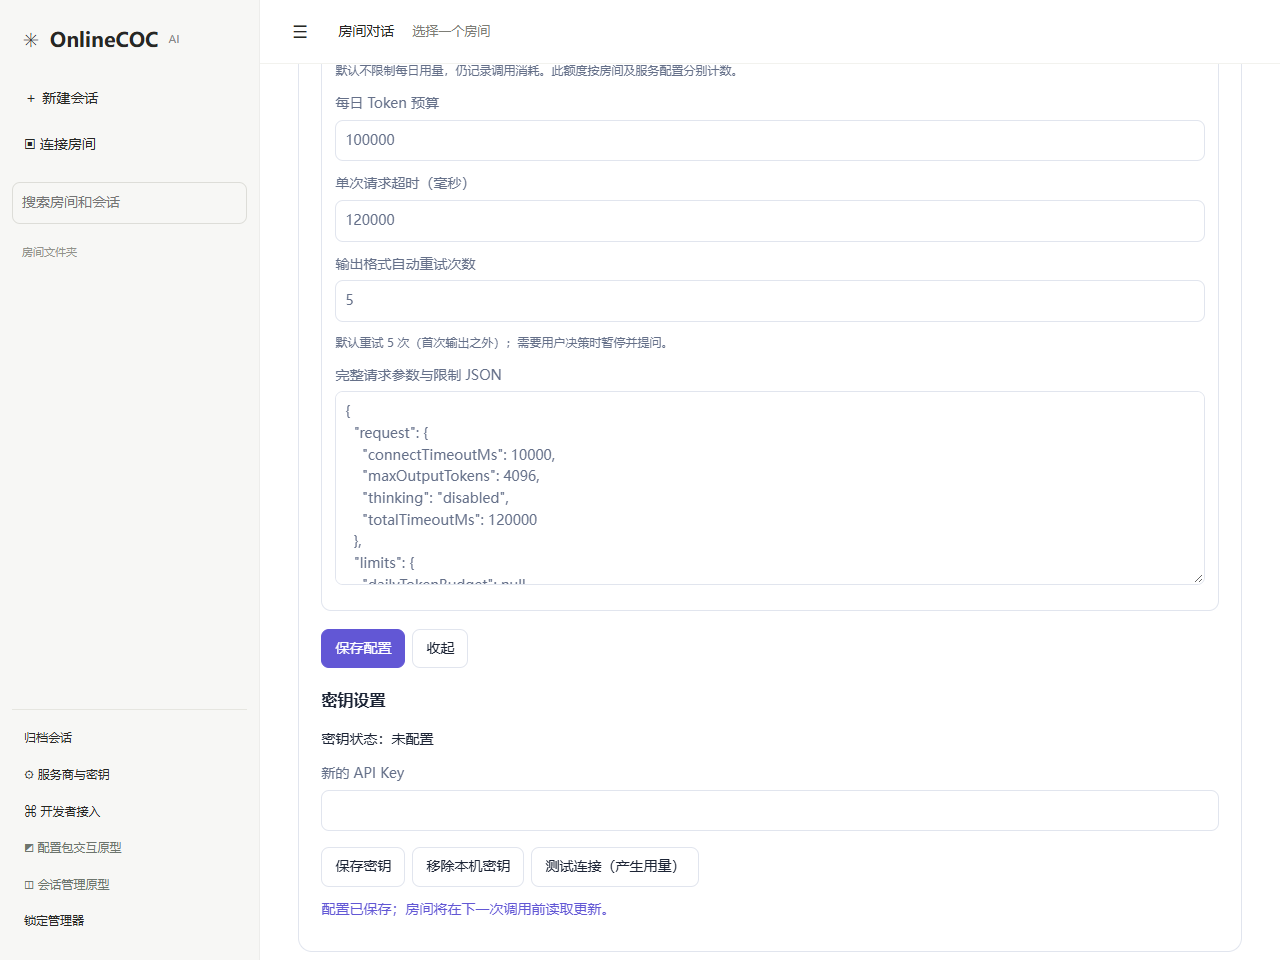 OnlineCOC AI
+ 新建会话
连接房间
搜索房间和会话
房间文件夹
归档会话
服务商与密钥
⌘ 开发者接入
配置包交互原型
会话管理原型
锁定管理器
☰ 房间对话 选择一个房间
默认不限制每日用量，仍记录调用消耗。此额度按房间及服务配置分别计数。
每日 Token 预算
100000
单次请求超时（毫秒）
120000
输出格式自动重试次数
5
默认重试 5 次（首次输出之外）；需要用户决策时暂停并提问。
完整请求参数与限制 JSON
{
"request": {
"connectTimeoutMs": 10000,
"maxOutputTokens": 4096,
"thinking": "disabled",
"totalTimeoutMs": 120000
},
"limits": {
"dailyTokenBudget": null
保存配置 收起
密钥设置
密钥状态：未配置
新的 API Key
保存密钥 移除本机密钥 测试连接（产生用量）
配置已保存；房间将在下一次调用前读取更新。